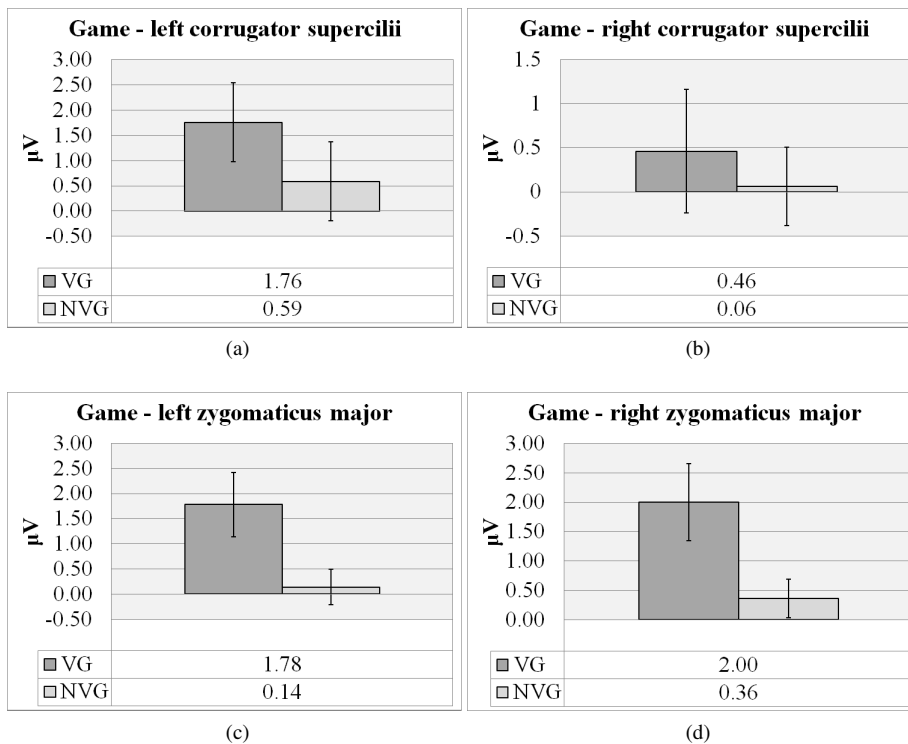 Game - left corrugator supercilii
3.00
2.50
2.00
1.50
1.00
0.50
0.00
-0.50
µV
VG 1.76
NVG 0.59
(a)
Game - right corrugator supercilii
1.5
1
0.5
0
-0.5
µV
VG 0.46
NVG 0.06
(b)
Game - left zygomaticus major
3.00
2.50
2.00
1.50
1.00
0.50
0.00
-0.50
µV
VG 1.78
NVG 0.14
(c)
Game - right zygomaticus major
3.00
2.50
2.00
1.50
1.00
0.50
0.00
µV
VG 2.00
NVG 0.36
(d)